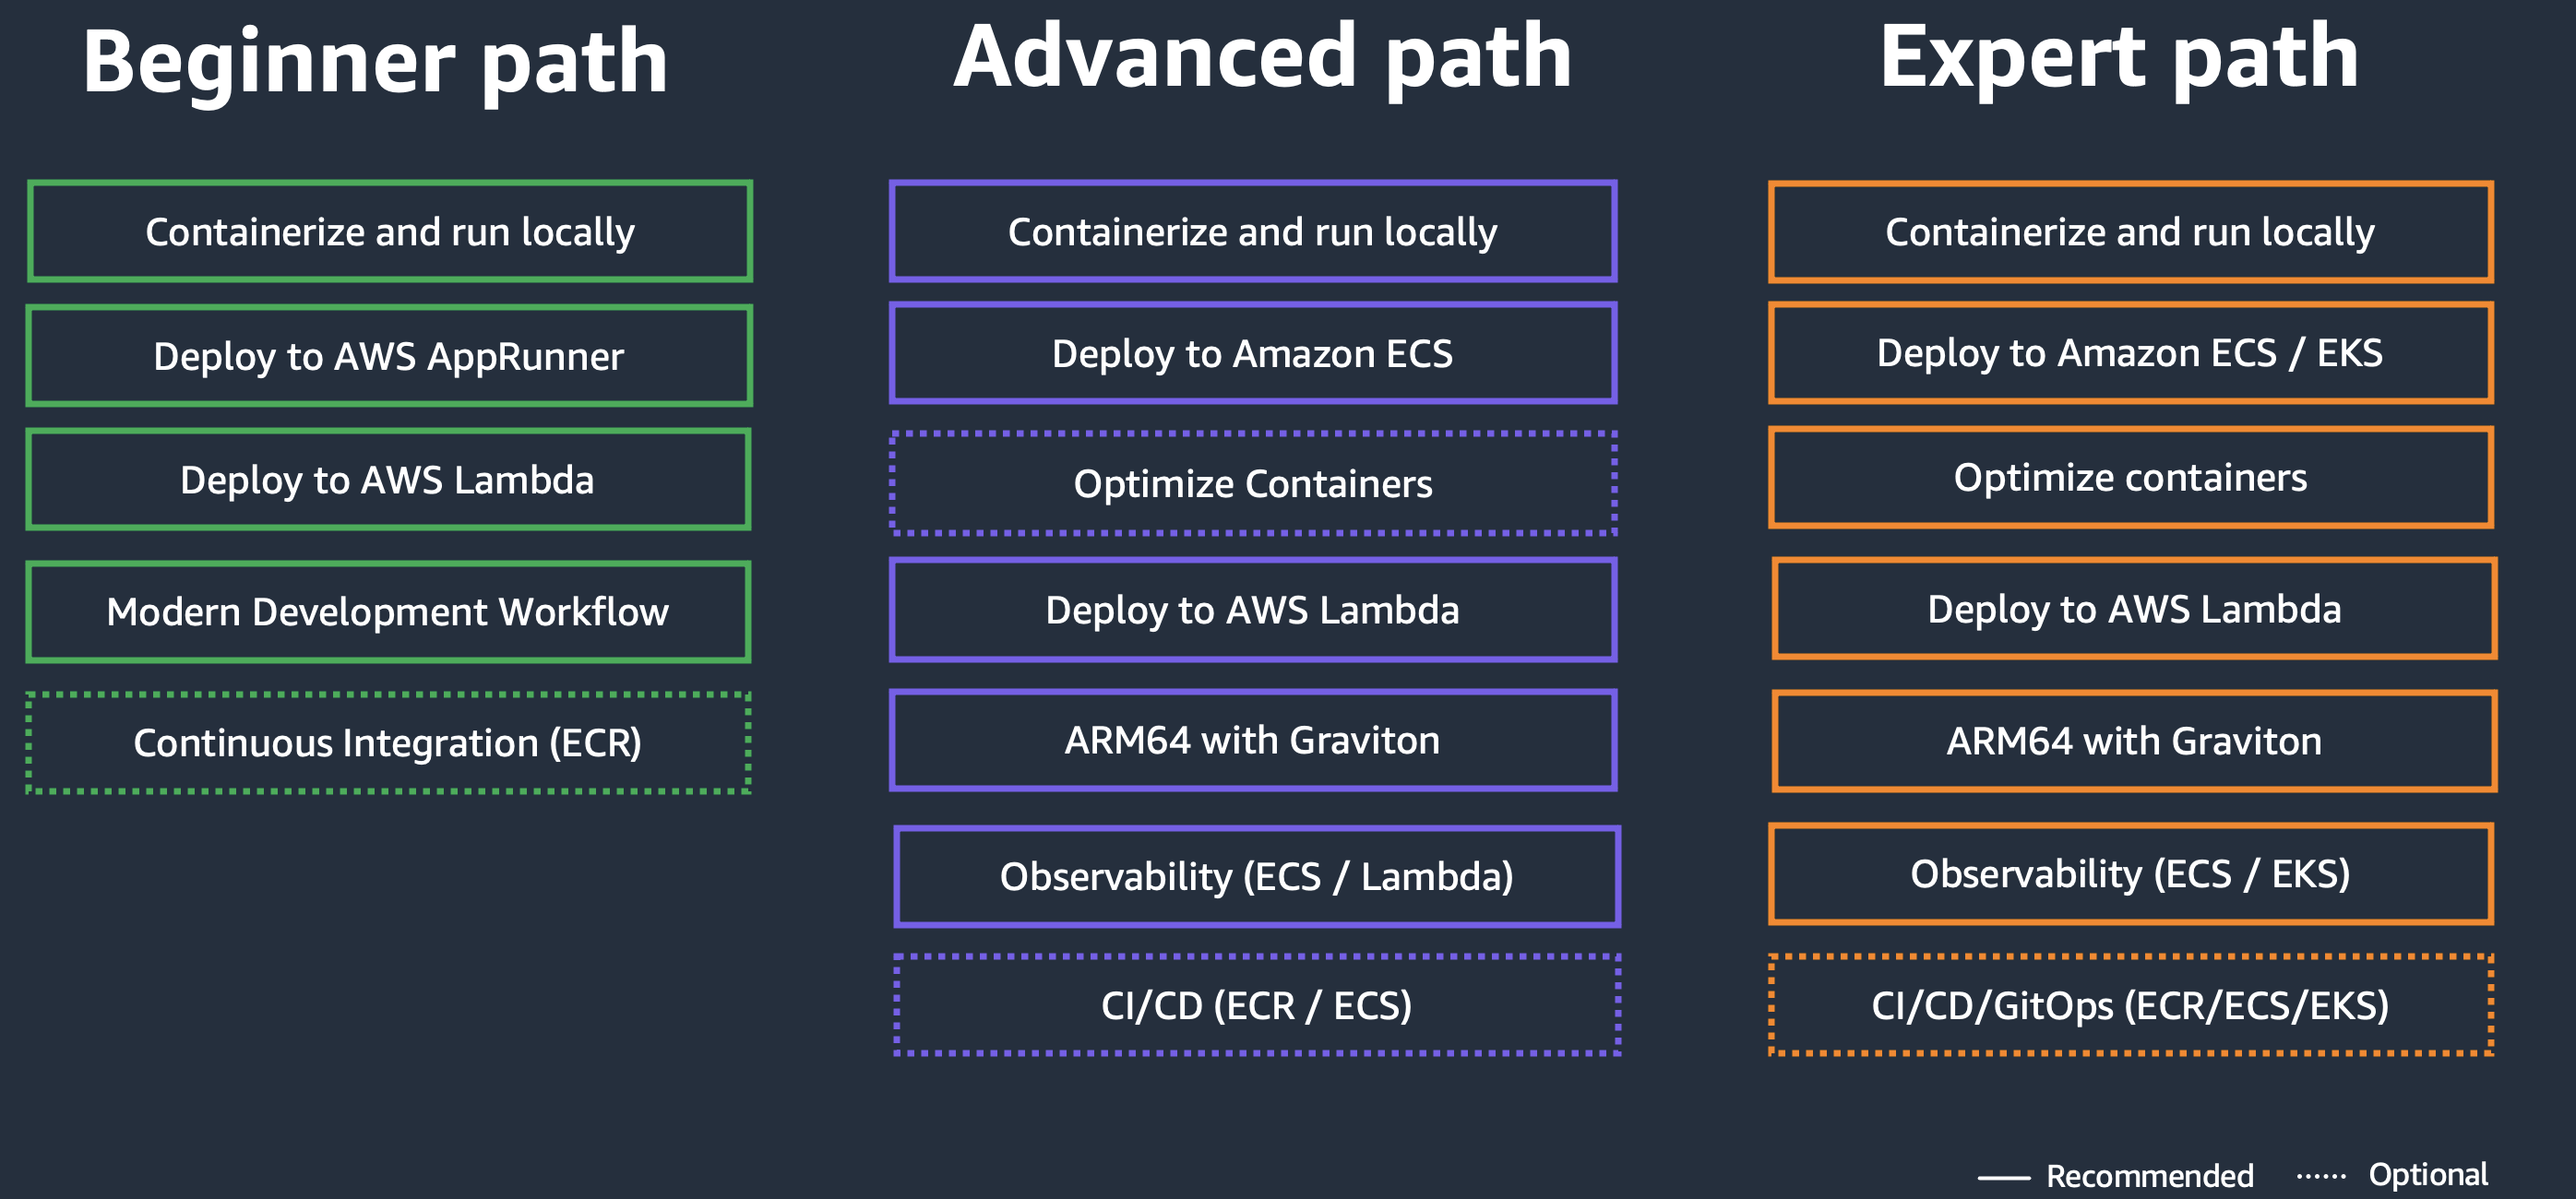 Beginner path
Containerize and run locally
Deploy to AWS AppRunner
Deploy to AWS Lambda
Modern Development Workflow
Continuous Integration (ECR)
Advanced path
Containerize and run locally
Deploy to Amazon ECS
Optimize Containers
Deploy to AWS Lambda
ARM64 with Graviton
Observability (ECS / Lambda)
CI/CD (ECR / ECS)
Expert path
Containerize and run locally
Deploy to Amazon ECS / EKS
Optimize containers
Deploy to AWS Lambda
ARM64 with Graviton
Observability (ECS / EKS)
CI/CD/GitOps (ECR/ECS/EKS)
Recommended
Optional